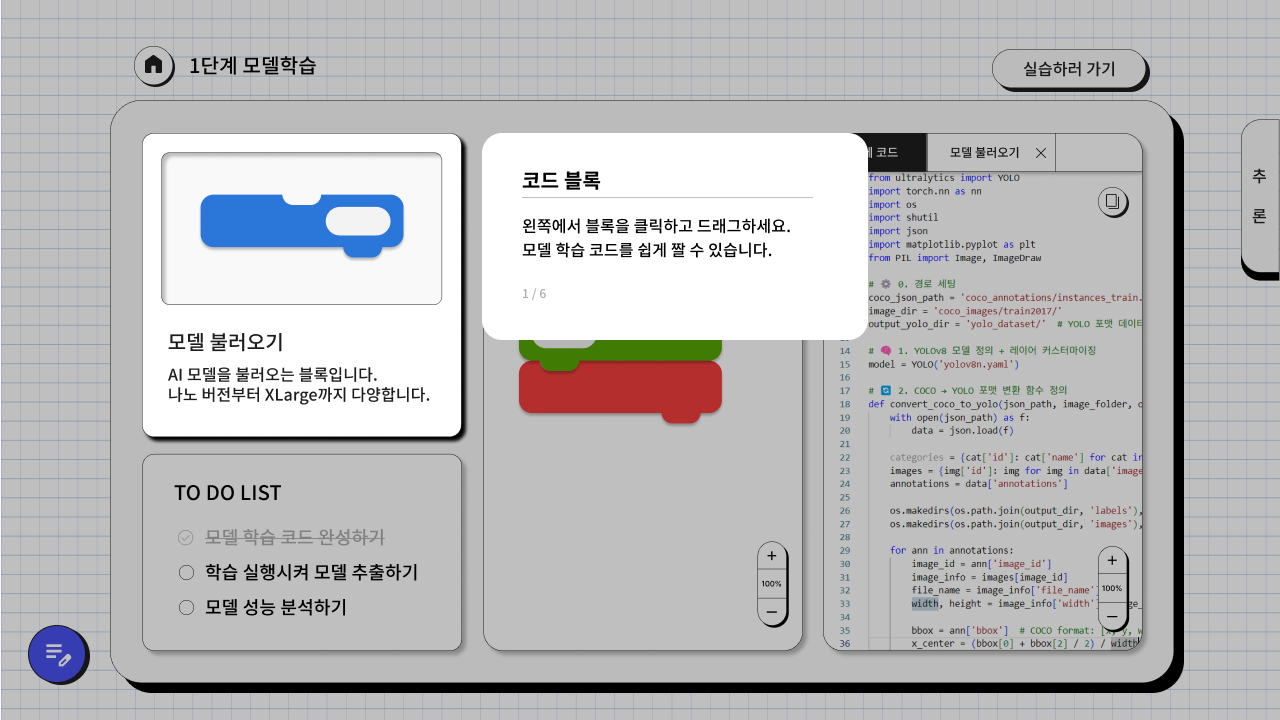 1단계 모델학습
실습하러 가기
모델 불러오기
AI 모델을 불러오는 블록입니다.
나노 버전부터 XLarge까지 다양합니다.
TO DO LIST
모델 학습 코드 완성하기
학습 실행시켜 모델 추출하기
모델 성능 분석하기
코드 블록
왼쪽에서 블록을 클릭하고 드래그하세요.
모델 학습 코드를 쉽게 짤 수 있습니다.
1 / 6
+
100%
−
코드
모델 불러오기
from ultralytics import YOLO
import torch.nn as nn
import os
import shutil
import json
import matplotlib.pyplot as plt
from PIL import Image, ImageDraw
# ⚙️ 0. 경로 세팅
coco_json_path = 'coco_annotations/instances_train.
image_dir = 'coco_images/train2017/'
output_yolo_dir = 'yolo_dataset/'  # YOLO 포맷 데이터
14 # 🧠 1. YOLOv8 모델 정의 + 레이어 커스터마이징
15 model = YOLO('yolov8n.yaml')
16
17 # 🔄 2. COCO → YOLO 포맷 변환 함수 정의
18 def convert_coco_to_yolo(json_path, image_folder, o
19     with open(json_path) as f:
20         data = json.load(f)
21
22     categories = {cat['id']: cat['name'] for cat in
23     images = {img['id']: img for img in data['image
24     annotations = data['annotations']
25
26     os.makedirs(os.path.join(output_dir, 'labels'),
27     os.makedirs(os.path.join(output_dir, 'images'),
28
29     for ann in annotations:
30         image_id = ann['image_id']
31         image_info = images[image_id]
32         file_name = image_info['file_name'
33         width, height = image_info['width'
34
35         bbox = ann['bbox']  # COCO format: [x, y, w
36         x_center = (bbox[0] + bbox[2] / 2) / width
+
100%
−
추
론